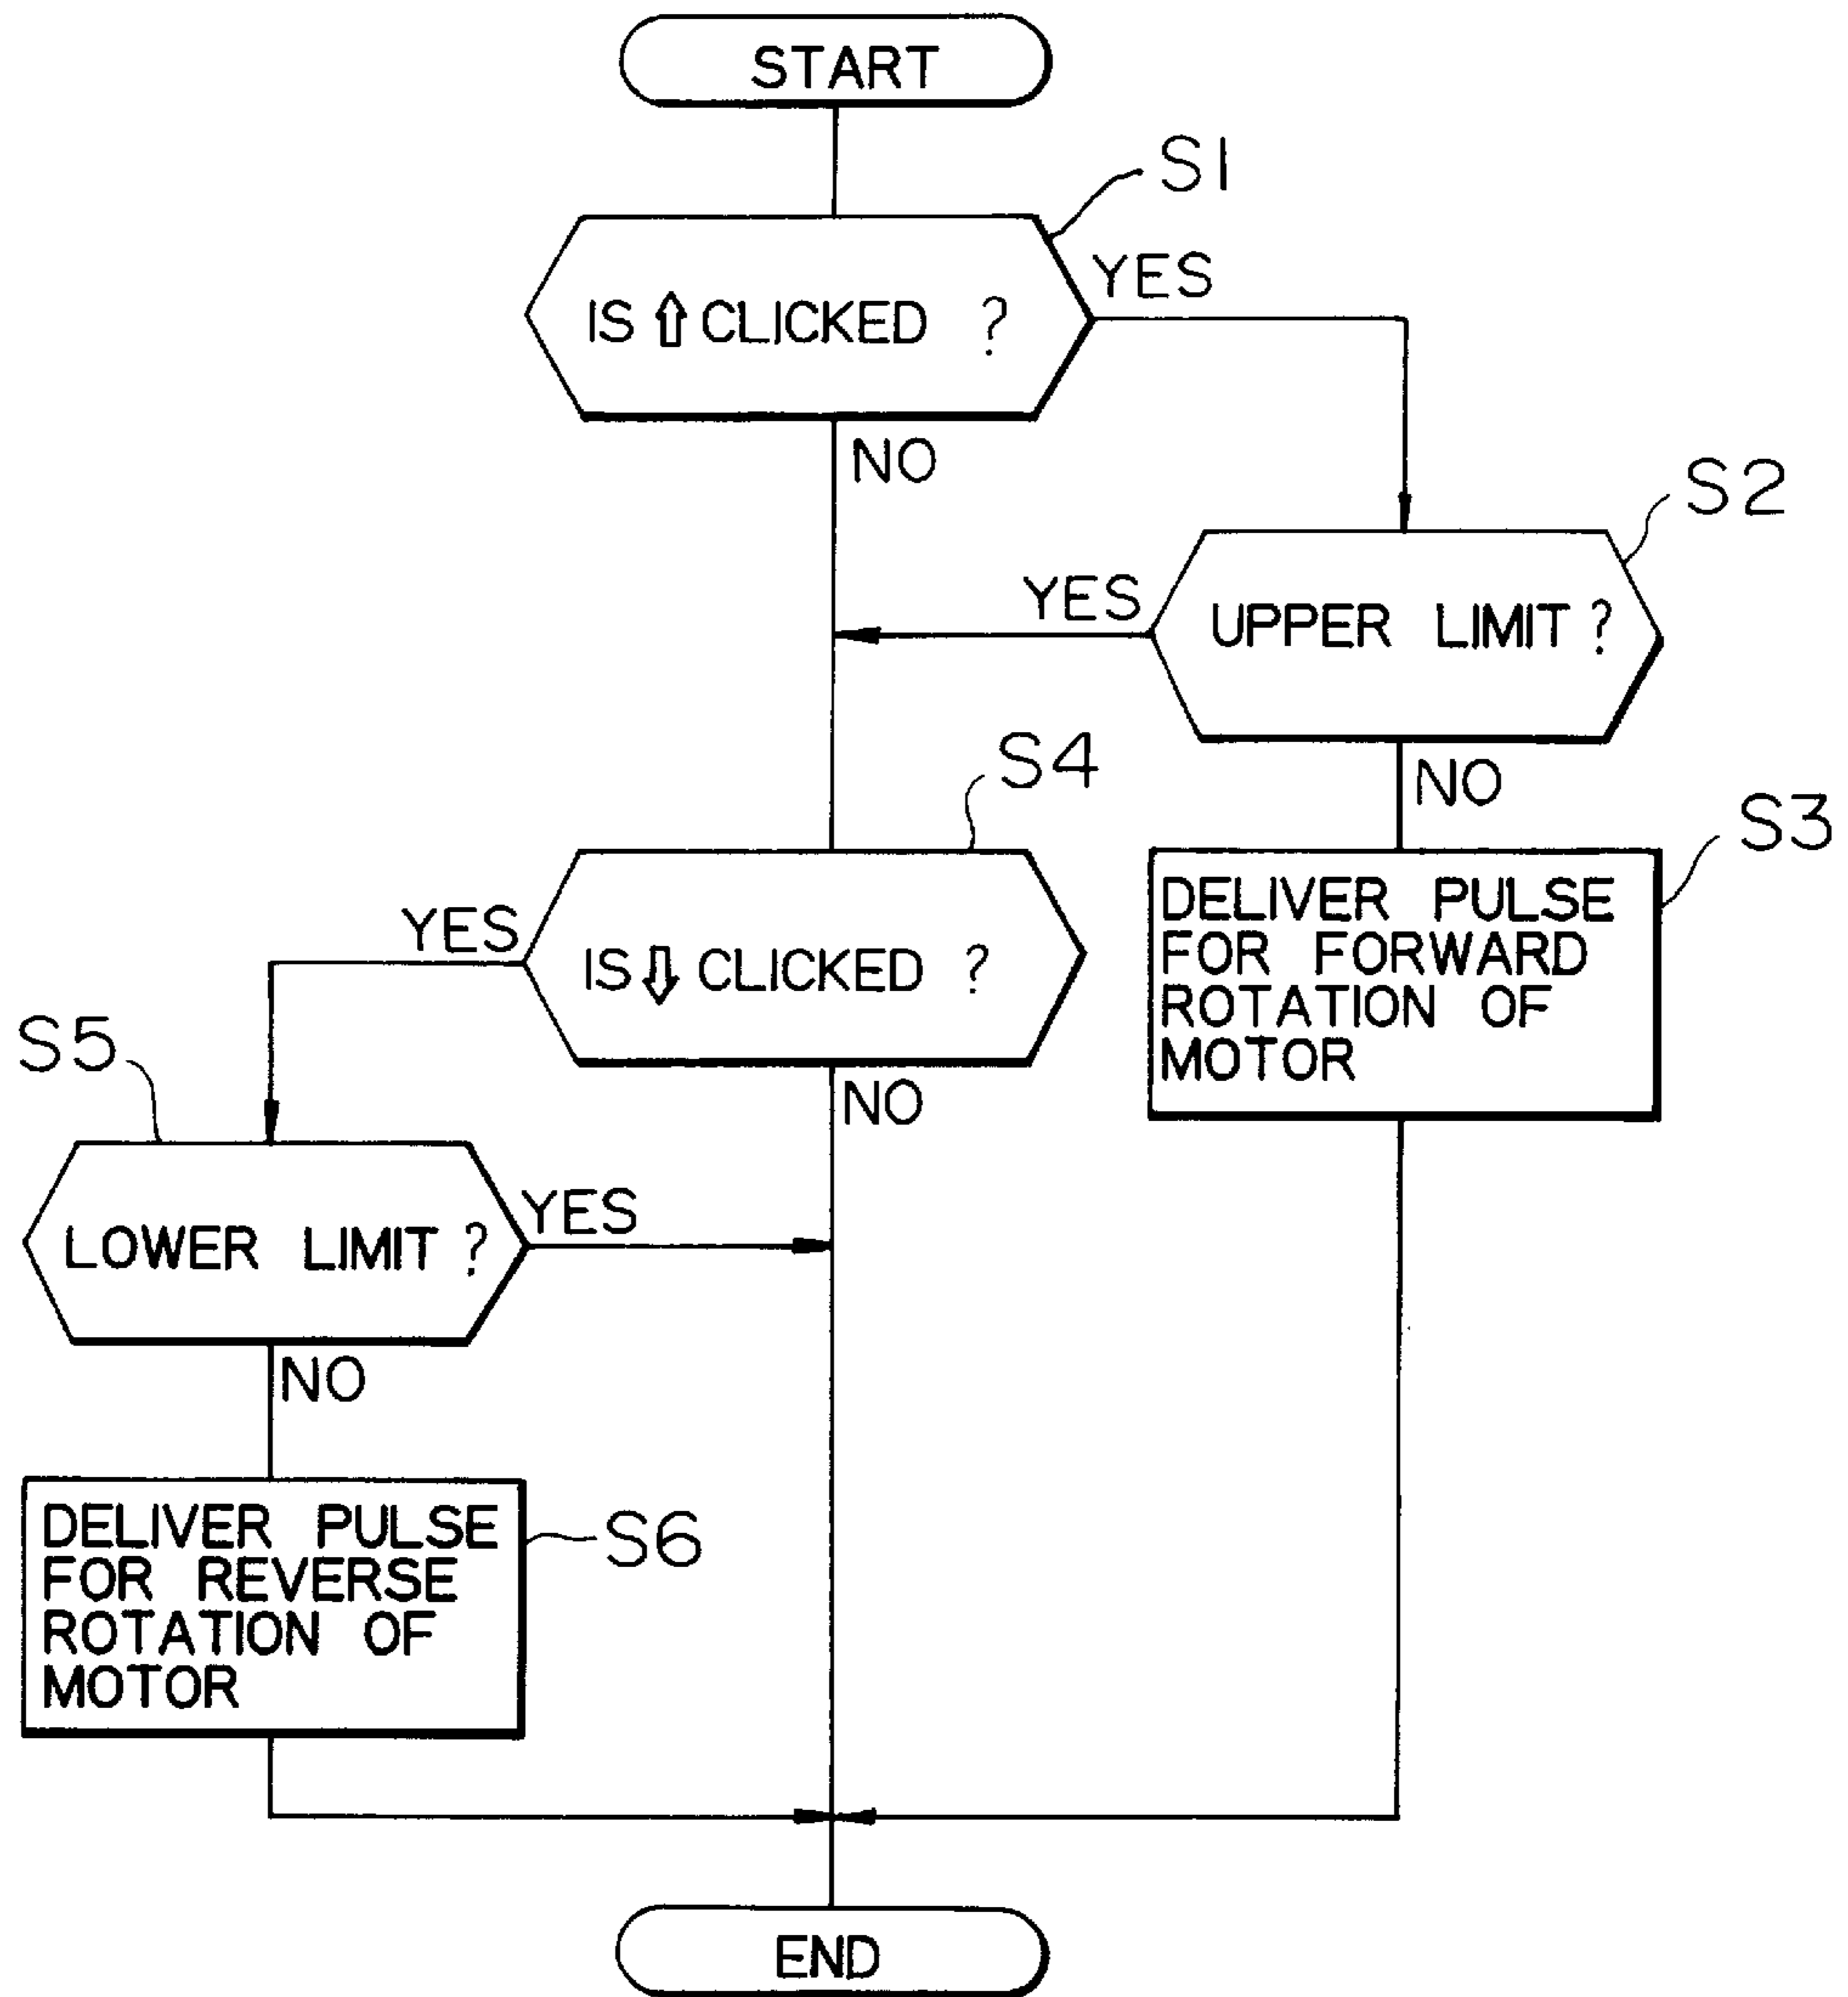 START
S1
IS ⇧ CLICKED ?
YES
NO
S2
YES
UPPER LIMIT ?
NO
S4
S3
YES
IS ⇩ CLICKED ?
NO
DELIVER PULSE
FOR FORWARD
ROTATION OF
MOTOR
S5
LOWER LIMIT ?
YES
NO
DELIVER PULSE
FOR REVERSE
ROTATION OF
MOTOR
S6
END